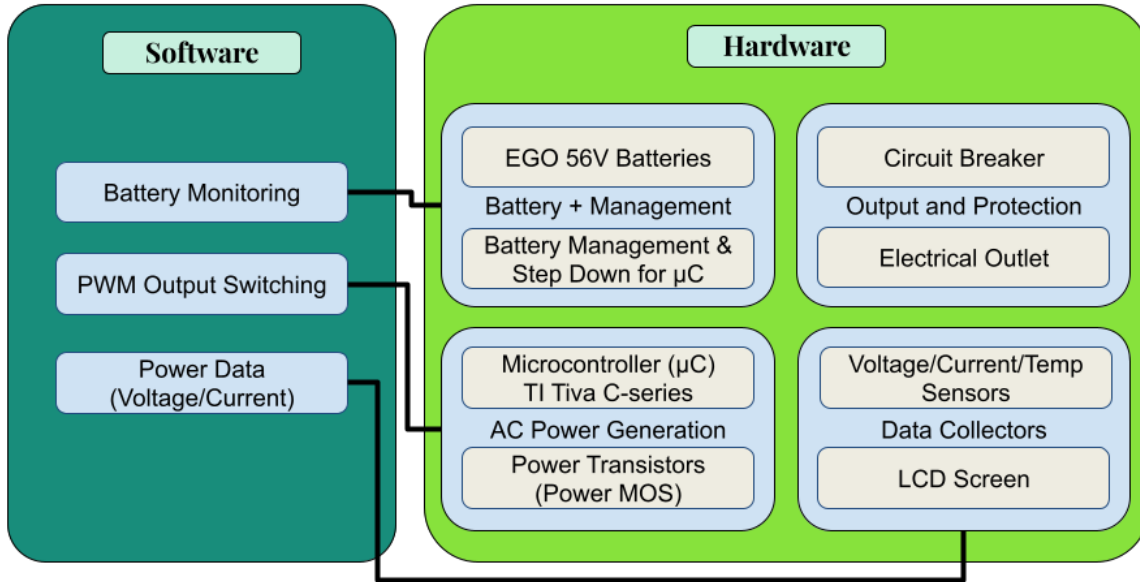 Software
Battery Monitoring
PWM Output Switching
Power Data
(Voltage/Current)
Hardware
EGO 56V Batteries
Battery + Management
Battery Management &
Step Down for µC
Circuit Breaker
Output and Protection
Electrical Outlet
Microcontroller (µC)
TI Tiva C-series
AC Power Generation
Power Transistors
(Power MOS)
Voltage/Current/Temp
Sensors
Data Collectors
LCD Screen